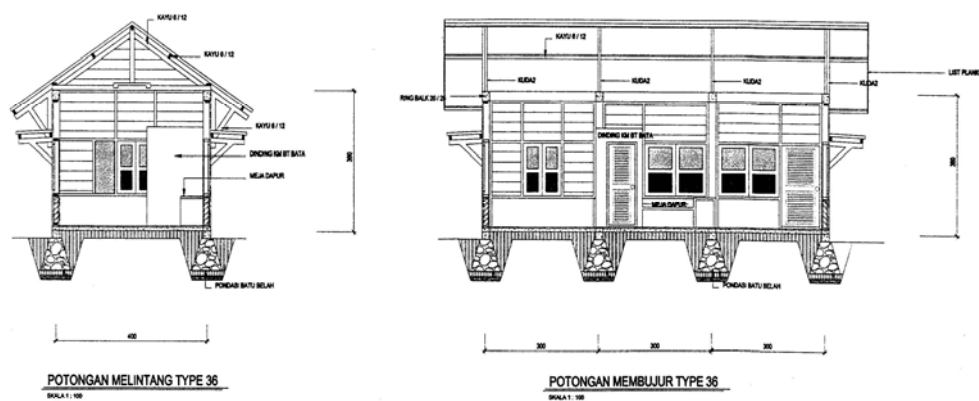 KAYU 6 / 12
KAYU 6 / 12
KAYU 6 / 12
DINDING KM BT BATA
MEJA DAPUR
PONDASI BATU BELAH
400
POTONGAN MELINTANG TYPE 36
SKALA 1 : 100
KAYU 6 / 12
KUDA2
KUDA2
KUDA2
KUDA2
LIST PLANK
RING BALK 20 / 20
DINDING KM BT BATA
MEJA DAPUR
PONDASI BATU BELAH
300
300
300
POTONGAN MEMBUJUR TYPE 36
SKALA 1 : 100